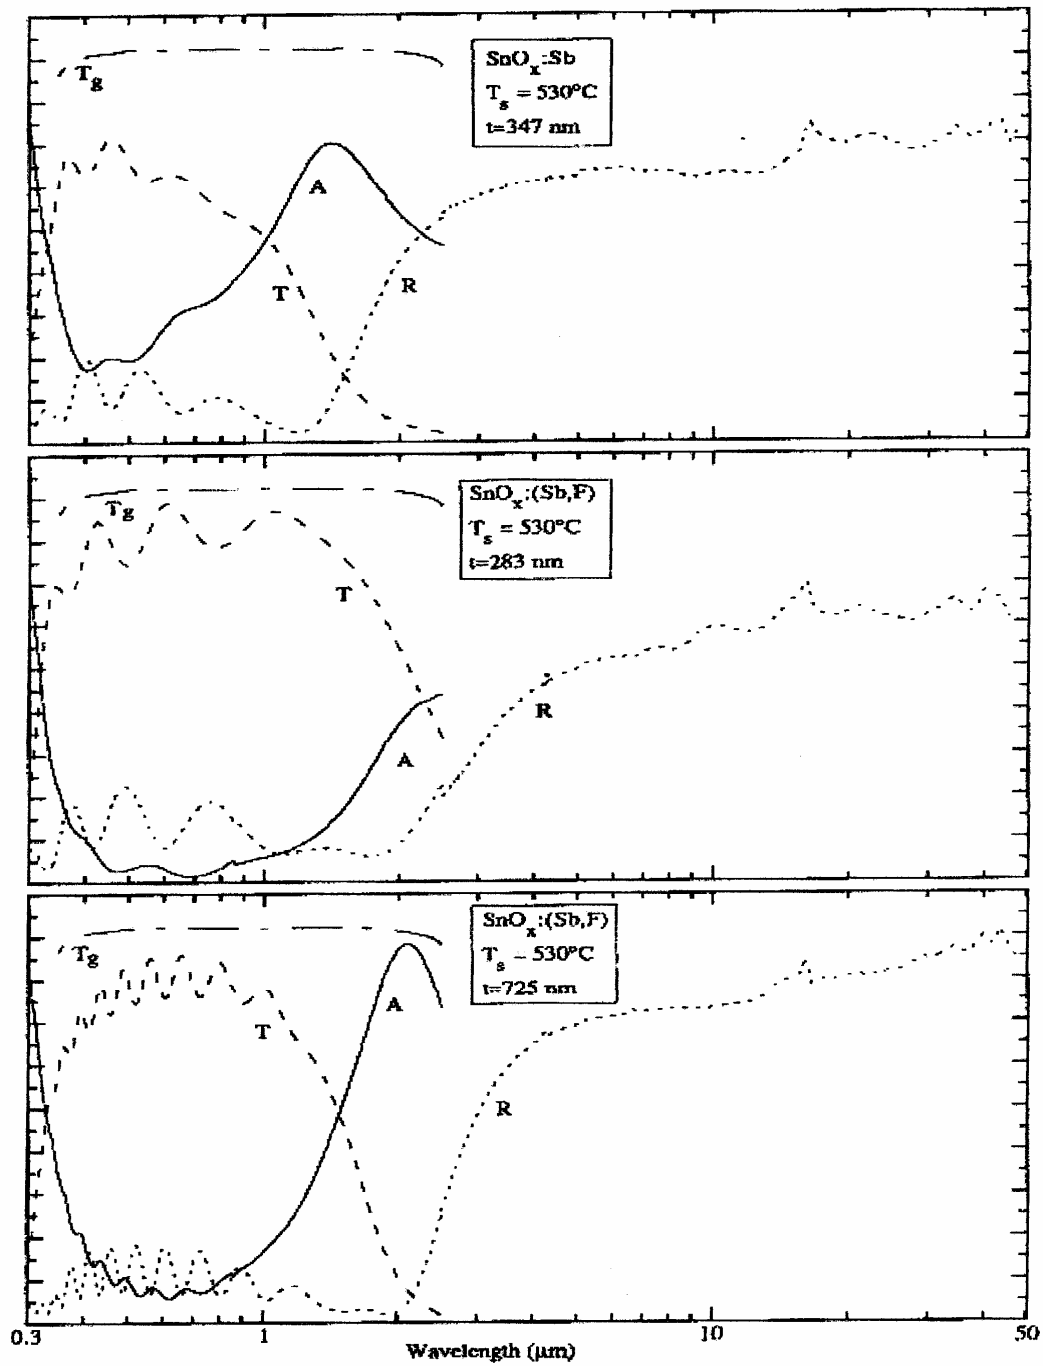 SnOx:Sb
Ts = 530°C
t=347 nm
Tg
A
T
R
SnOx:(Sb,F)
Ts = 530°C
t=283 nm
Tg
T
R
A
SnOx:(Sb,F)
Ts – 530°C
t=725 nm
Tg
A
T
R
0.3 1 10 50
Wavelength (μm)